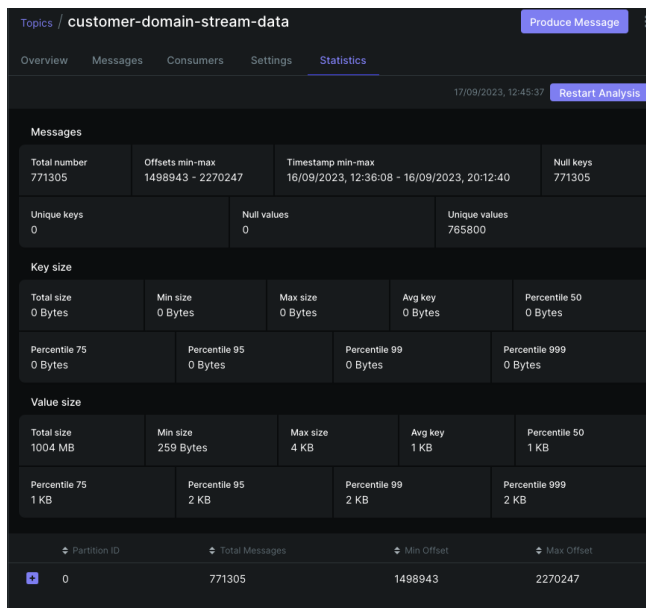 Topics / customer-domain-stream-data Produce Message
Overview Messages Consumers Settings Statistics
17/09/2023, 12:45:37 Restart Analysis
Messages
Total number Offsets min-max Timestamp min-max Null keys
771305 1498943 - 2270247 16/09/2023, 12:36:08 - 16/09/2023, 20:12:40 771305
Unique keys Null values Unique values
0 0 765800
Key size
Total size Min size Max size Avg key Percentile 50
0 Bytes 0 Bytes 0 Bytes 0 Bytes 0 Bytes
Percentile 75 Percentile 95 Percentile 99 Percentile 999
0 Bytes 0 Bytes 0 Bytes 0 Bytes
Value size
Total size Min size Max size Avg key Percentile 50
1004 MB 259 Bytes 4 KB 1 KB 1 KB
Percentile 75 Percentile 95 Percentile 99 Percentile 999
1 KB 2 KB 2 KB 2 KB
Partition ID Total Messages Min Offset Max Offset
0 771305 1498943 2270247